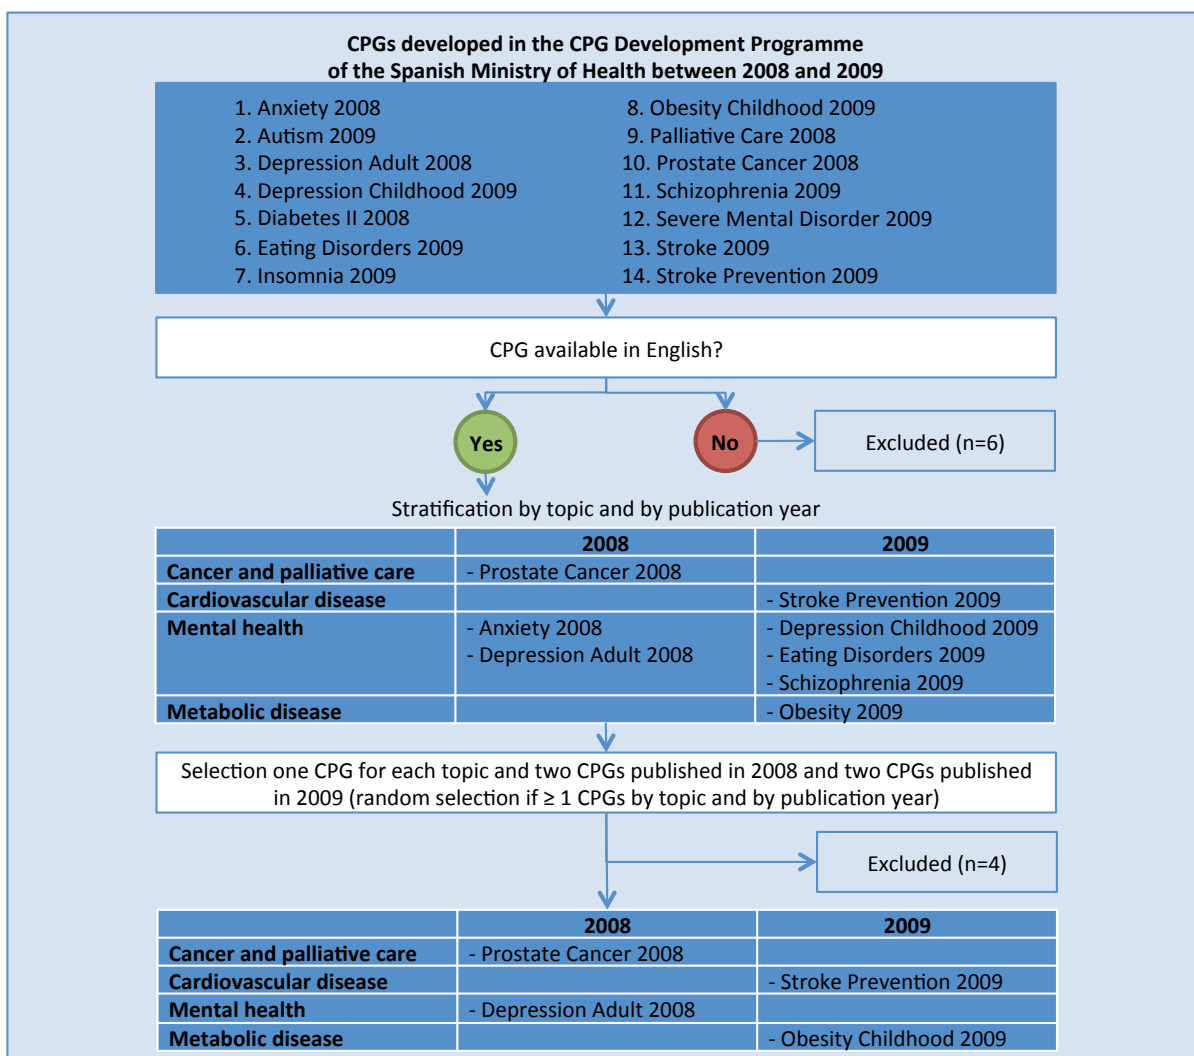 CPGs developed in the CPG Development Programme
of the Spanish Ministry of Health between 2008 and 2009
1. Anxiety 2008
2. Autism 2009
3. Depression Adult 2008
4. Depression Childhood 2009
5. Diabetes II 2008
6. Eating Disorders 2009
7. Insomnia 2009
8. Obesity Childhood 2009
9. Palliative Care 2008
10. Prostate Cancer 2008
11. Schizophrenia 2009
12. Severe Mental Disorder 2009
13. Stroke 2009
14. Stroke Prevention 2009
CPG available in English?
Yes
No
Excluded (n=6)
Stratification by topic and by publication year
2008 2009
Cancer and palliative care - Prostate Cancer 2008
Cardiovascular disease - Stroke Prevention 2009
Mental health - Anxiety 2008 - Depression Childhood 2009
- Depression Adult 2008 - Eating Disorders 2009
- Schizophrenia 2009
Metabolic disease - Obesity 2009
Selection one CPG for each topic and two CPGs published in 2008 and two CPGs published
in 2009 (random selection if ≥ 1 CPGs by topic and by publication year)
Excluded (n=4)
2008 2009
Cancer and palliative care - Prostate Cancer 2008
Cardiovascular disease - Stroke Prevention 2009
Mental health - Depression Adult 2008
Metabolic disease - Obesity Childhood 2009